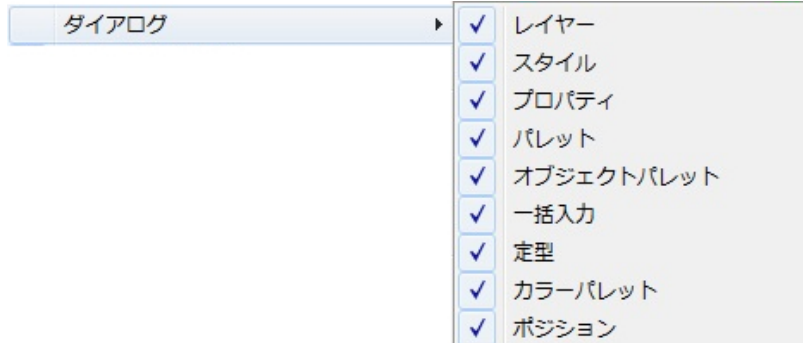 ダイアログ
レイヤー
スタイル
プロパティ
パレット
オブジェクトパレット
一括入力
定型
カラーパレット
ポジション